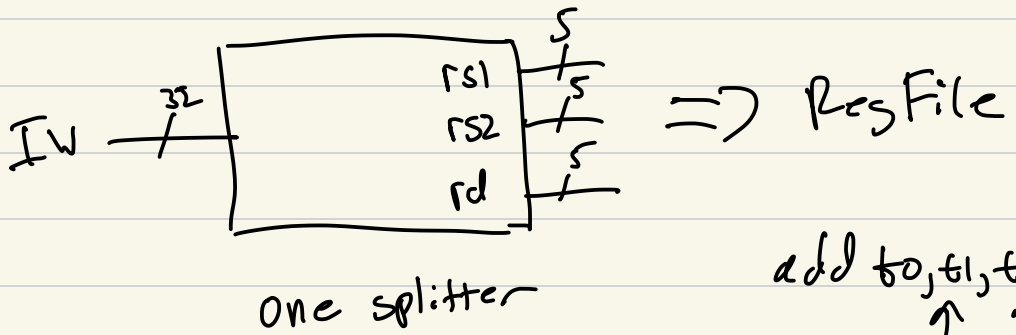 5
rs1
32
5
IW
rs2
=> RegFile
5
rd
add t0, t1, t
one splitter